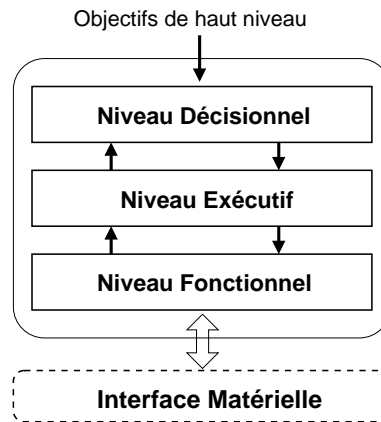 Objectifs de haut niveau
Niveau Décisionnel
Niveau Exécutif
Niveau Fonctionnel
Interface Matérielle